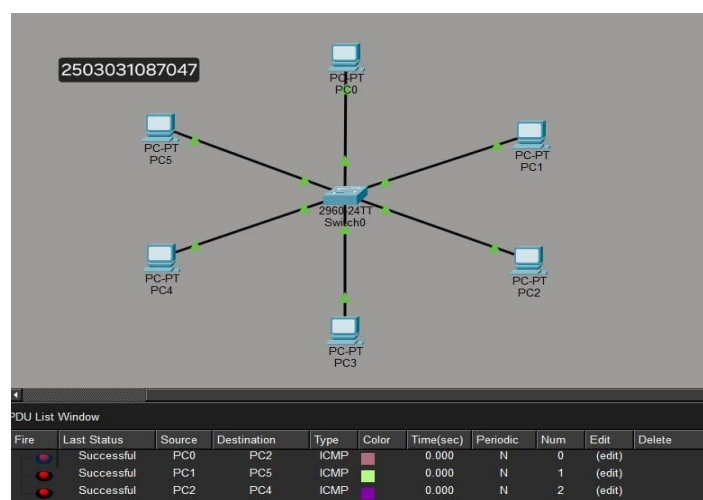 2503031087047
PC-PT
PC0
PC-PT
PC5
PC-PT
PC1
2960-24TT
Switch0
PC-PT
PC4
PC-PT
PC2
PC-PT
PC3
PDU List Window
Fire Last Status Source Destination Type Color Time(sec) Periodic Num Edit Delete
Successful PC0 PC2 ICMP 0.000 N 0 (edit)
Successful PC1 PC5 ICMP 0.000 N 1 (edit)
Successful PC2 PC4 ICMP 0.000 N 2 (edit)